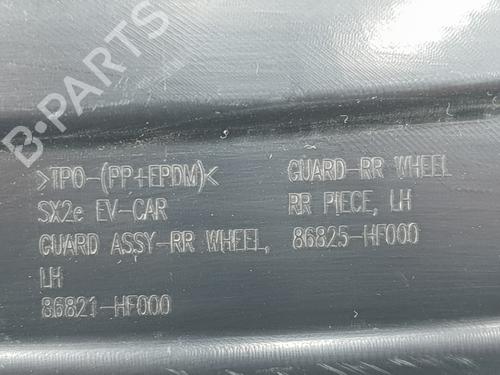 B-PARTS
>TPO-(PP+EPDM)<
SX2e EV-CAR
GUARD ASSY-RR WHEEL,
LH
86821-HF000
GUARD-RR WHEEL
RR PIECE, LH
86825-HF000